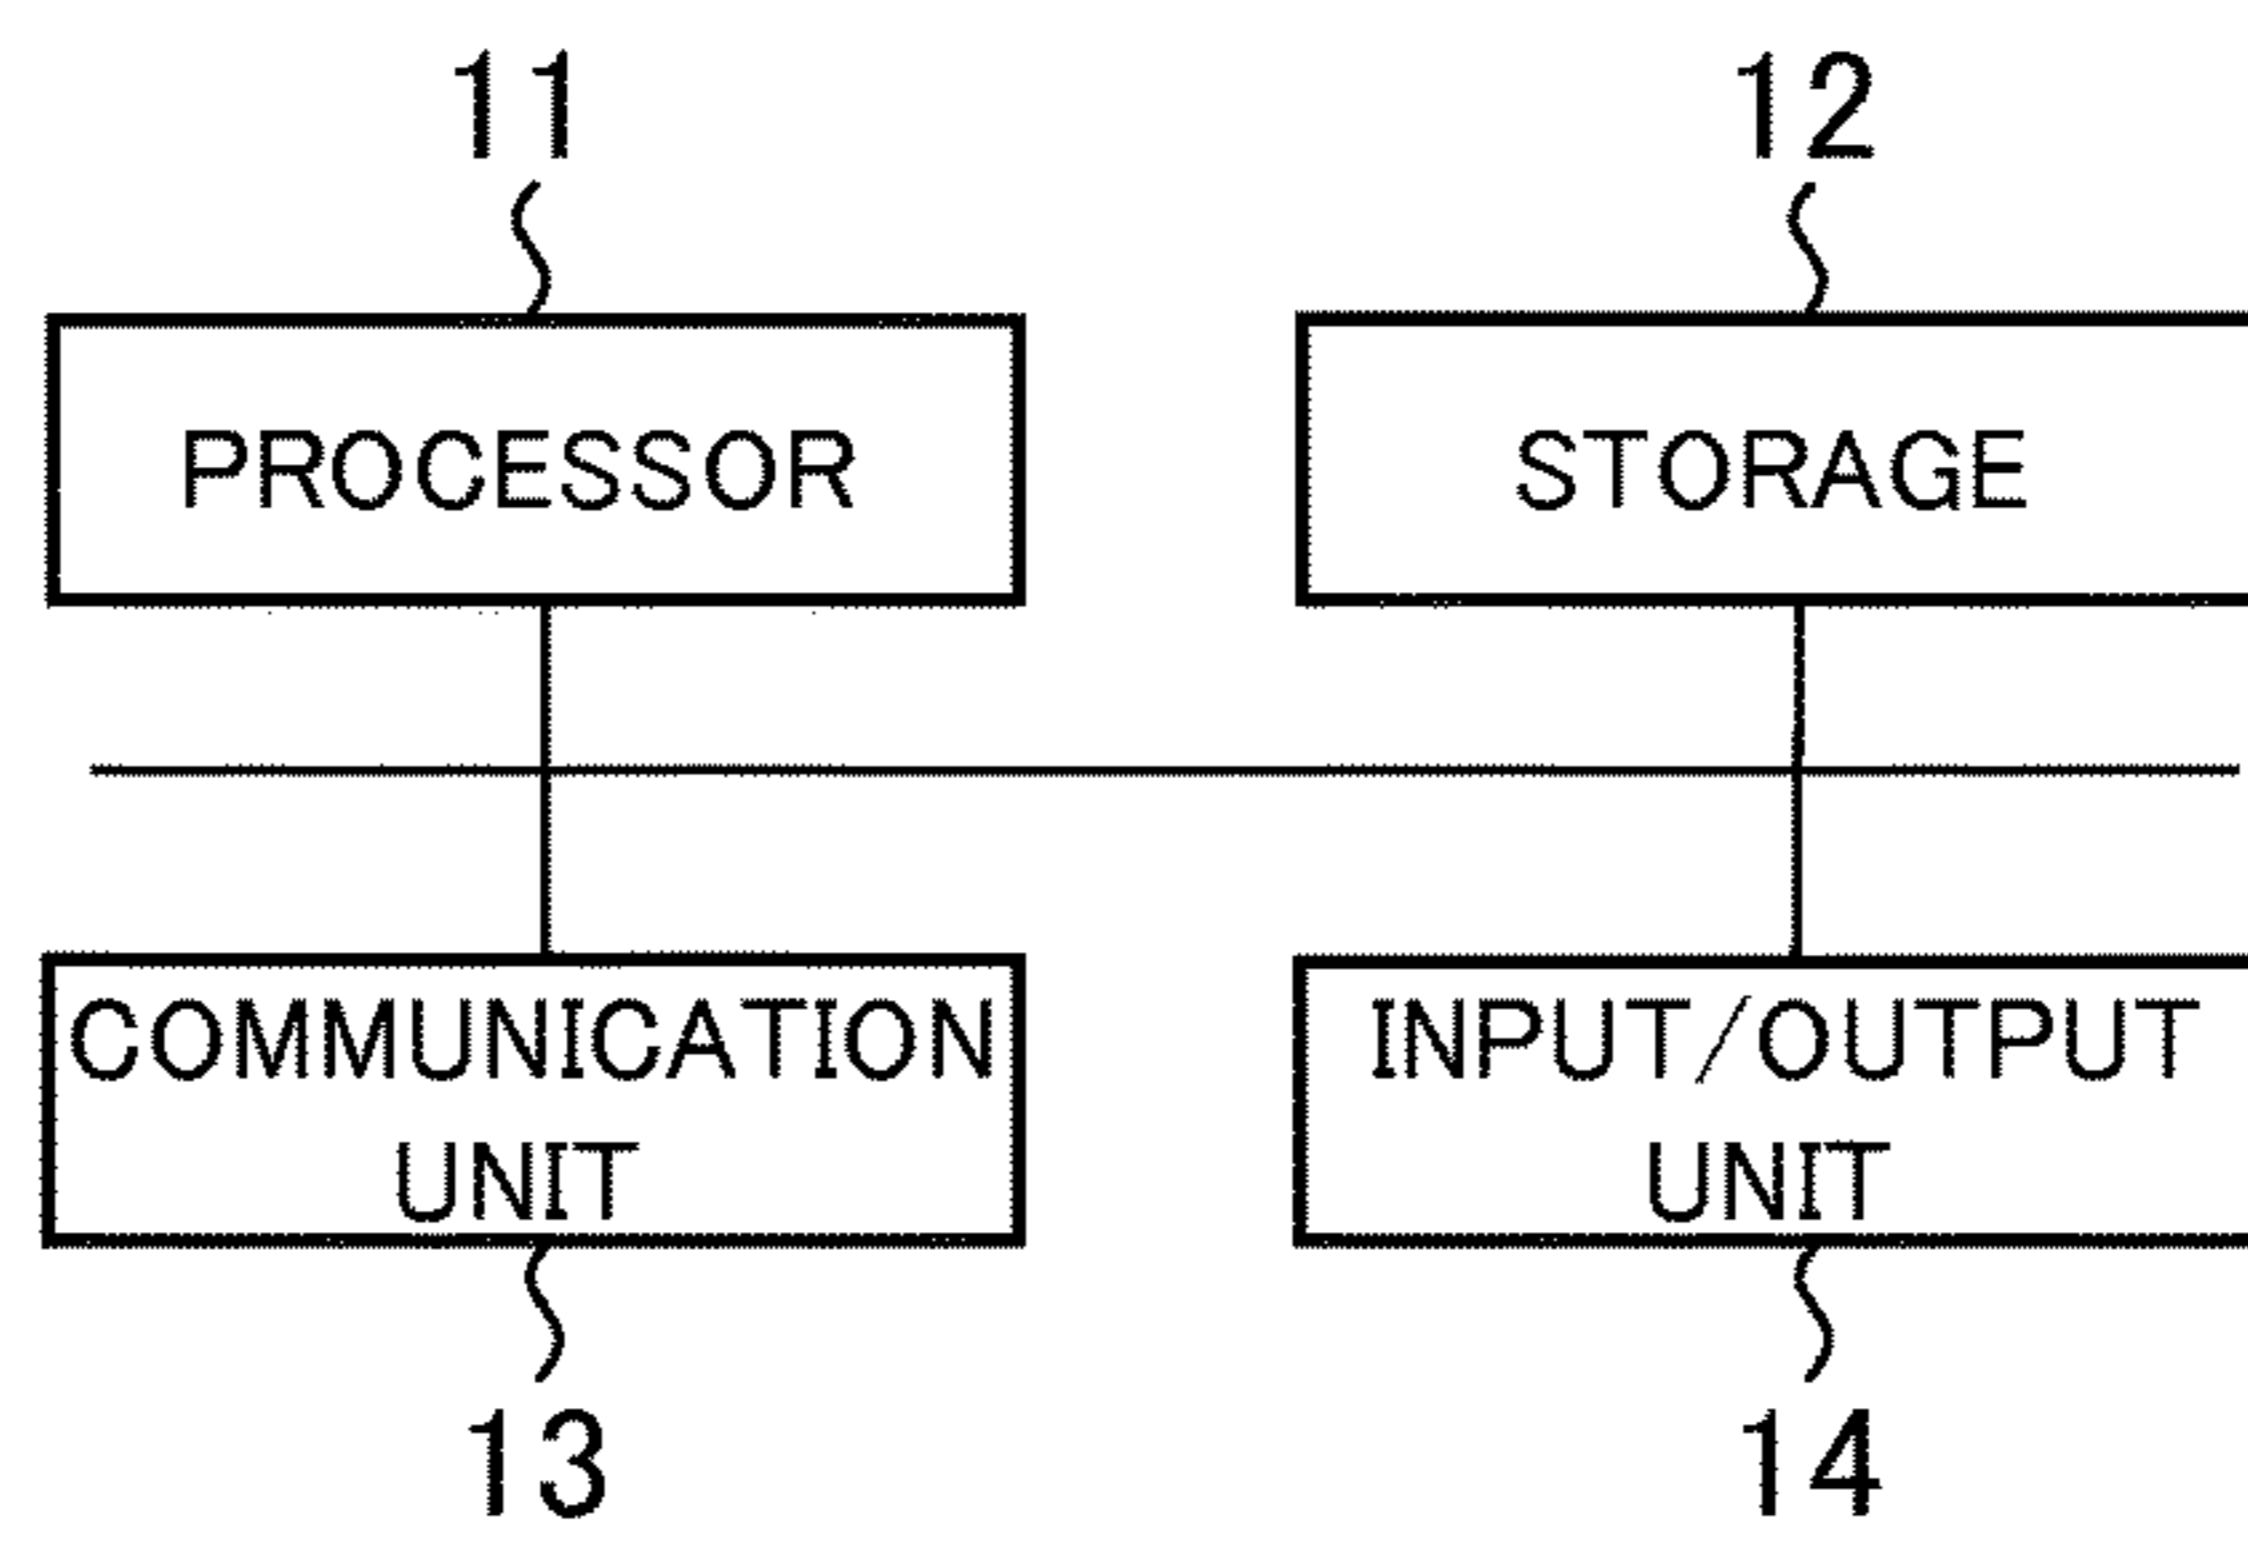 11
12
PROCESSOR
STORAGE
COMMUNICATION
UNIT
INPUT/OUTPUT
UNIT
13
14